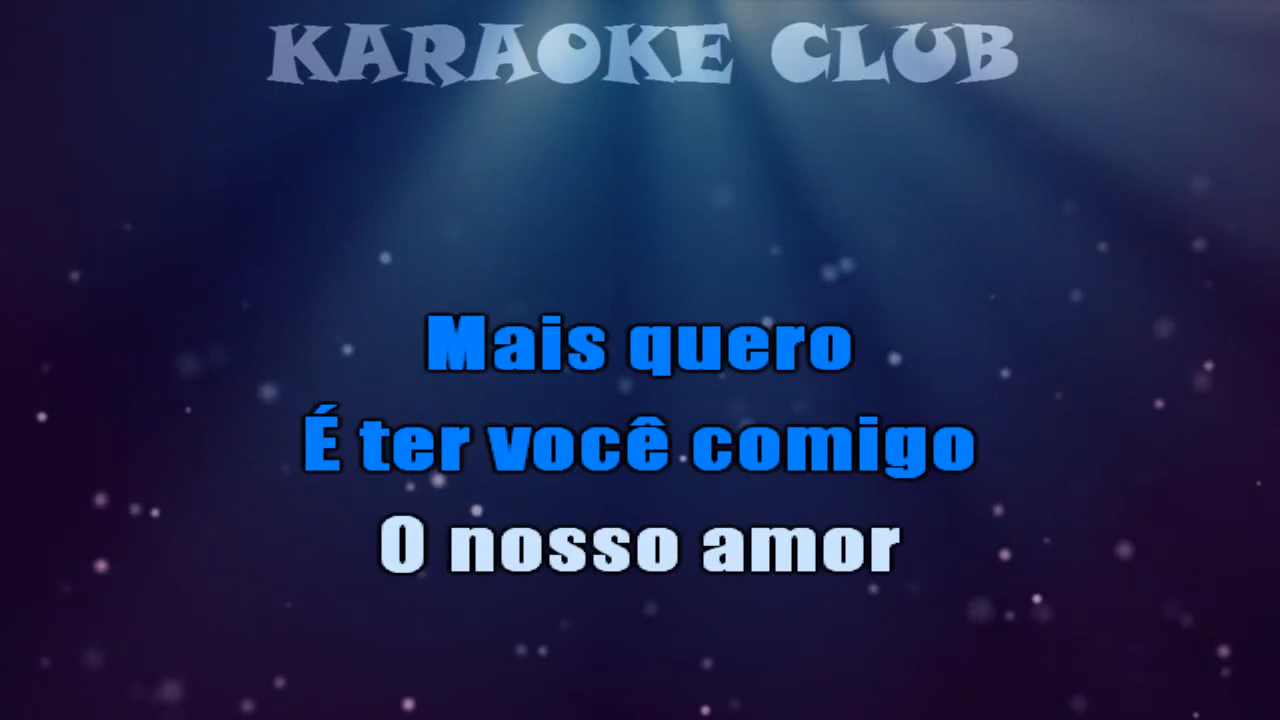 KARAOKE CLUB
Mais quero
É ter você comigo
O nosso amor